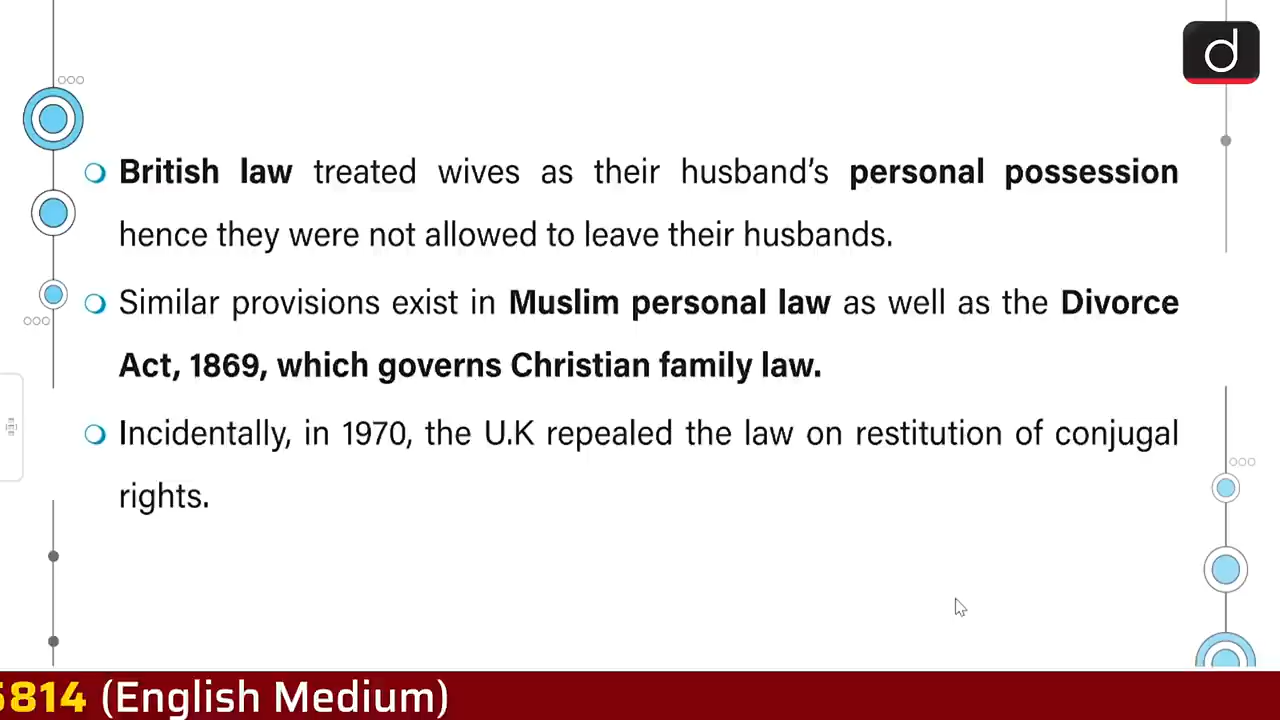 British law treated wives as their husband's personal possession
hence they were not allowed to leave their husbands.
Similar provisions exist in Muslim personal law as well as the Divorce
Act, 1869, which governs Christian family law.
Incidentally, in 1970, the U.K repealed the law on restitution of conjugal
rights.
5814 (English Medium)